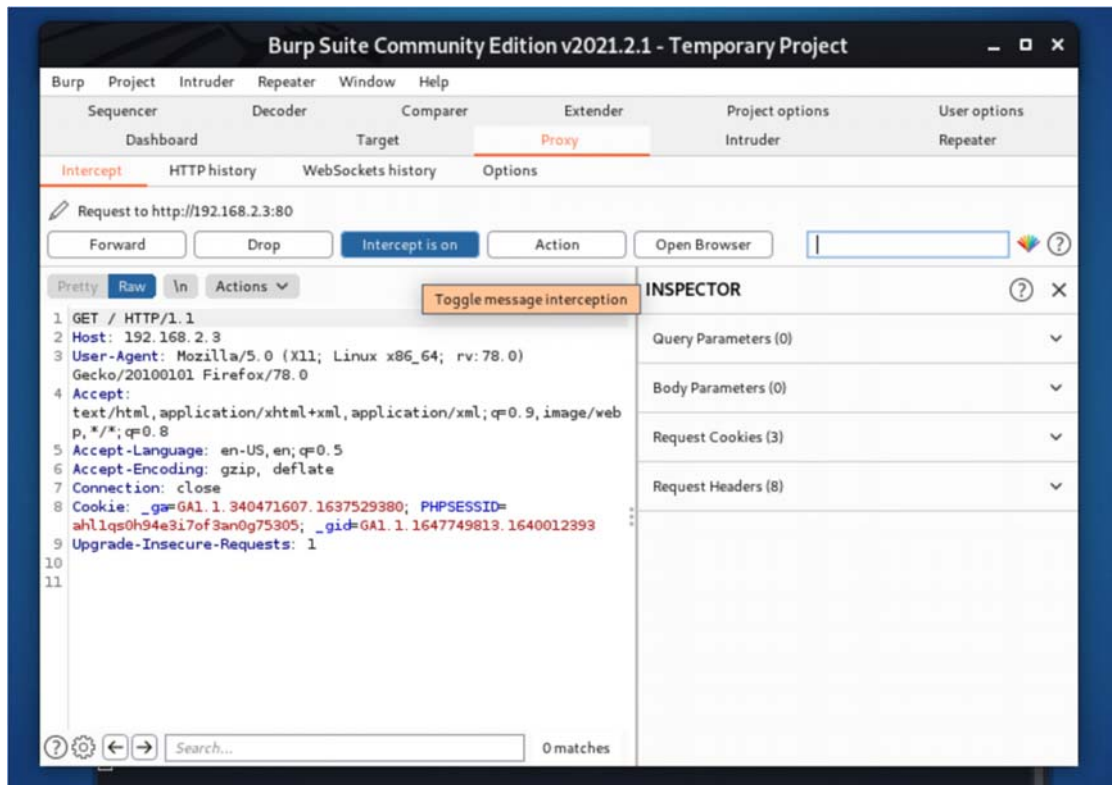 Burp Suite Community Edition v2021.2.1 - Temporary Project
Burp Project Intruder Repeater Window Help
Sequencer Decoder Comparer Extender Project options User options
Dashboard Target Proxy Intruder Repeater
Intercept HTTP history WebSockets history Options
Request to http://192.168.2.3:80
Forward Drop Intercept is on Action Open Browser
Pretty Raw \n Actions
Toggle message interception
INSPECTOR
1 GET / HTTP/1.1
2 Host: 192.168.2.3
3 User-Agent: Mozilla/5.0 (X11; Linux x86_64; rv:78.0)
Gecko/20100101 Firefox/78.0
4 Accept:
text/html,application/xhtml+xml,application/xml;q=0.9,image/web
p,*/*;q=0.8
5 Accept-Language: en-US,en;q=0.5
6 Accept-Encoding: gzip, deflate
7 Connection: close
8 Cookie: _ga=GA1.1.340471607.1637529380; PHPSESSID=
ahl1qs0h94e3i7of3an0g75305; _gid=GA1.1.1647749813.1640012393
9 Upgrade-Insecure-Requests: 1
10
11
Query Parameters (0)
Body Parameters (0)
Request Cookies (3)
Request Headers (8)
Search...
0 matches